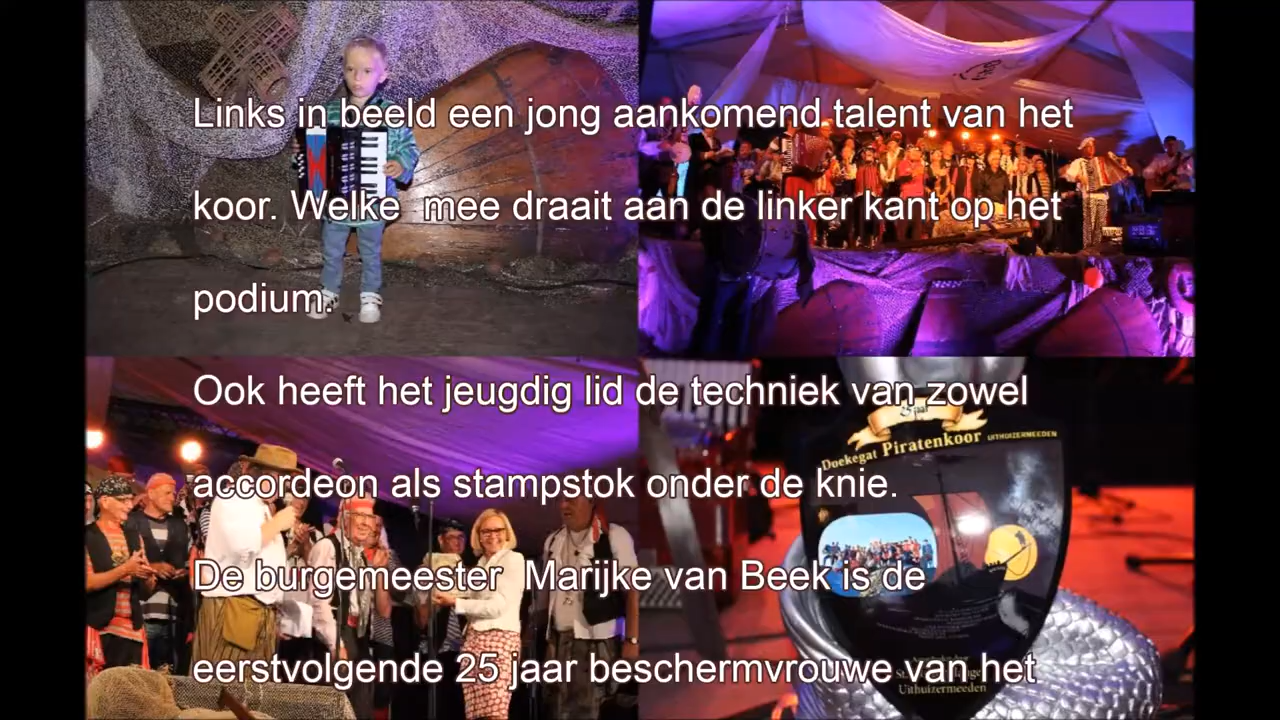 Links in beeld een jong aankomend talent van het
koor. Welke mee draait aan de linker kant op het
podium.
Ook heeft het jeugdig lid de techniek van zowel
25 jaar
Doekegat Piratenkoor UITHUIZERMEEDEN
accordeon als stampstok onder de knie.
De burgemeester Marijke van Beek is de
eerstvolgende 25 jaar beschermvrouwe van het
Uithuizermeeden